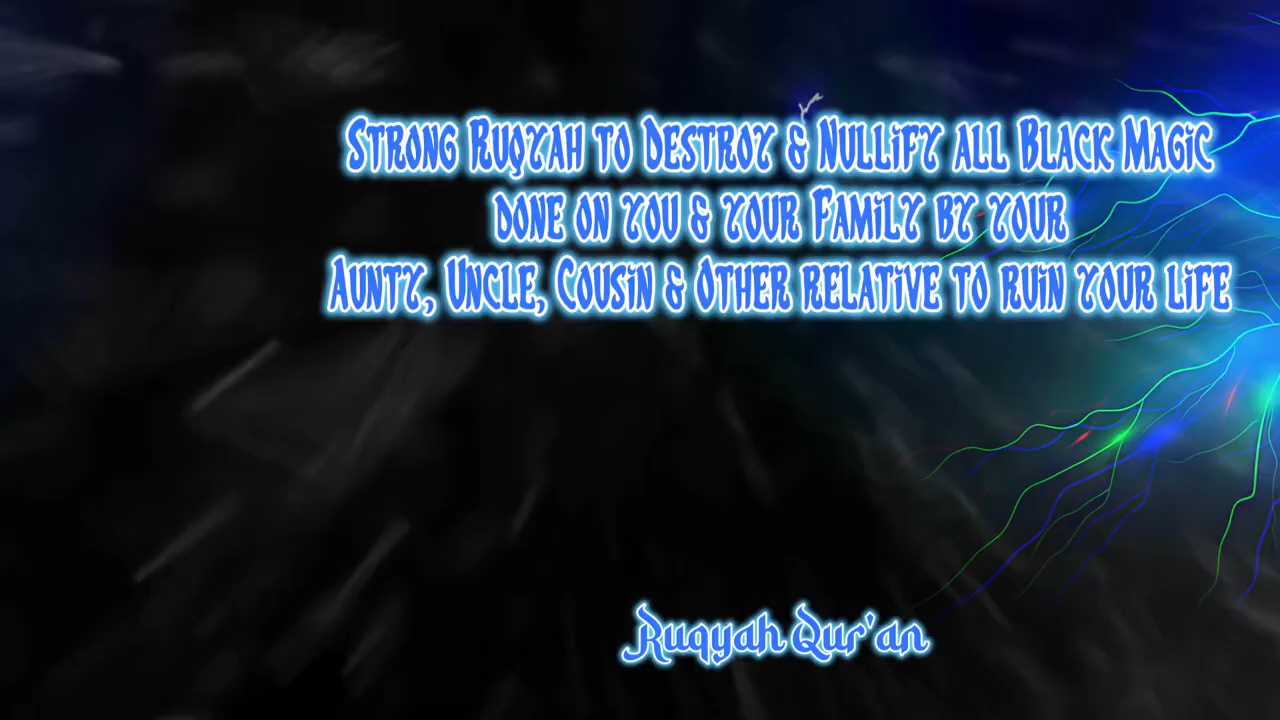 Strong Ruqyah to Destroy & Nullify all Black Magic
done on you & your Family by your
Aunty, Uncle, Cousin & Other relative to ruin your life
Ruqyah Qur'an